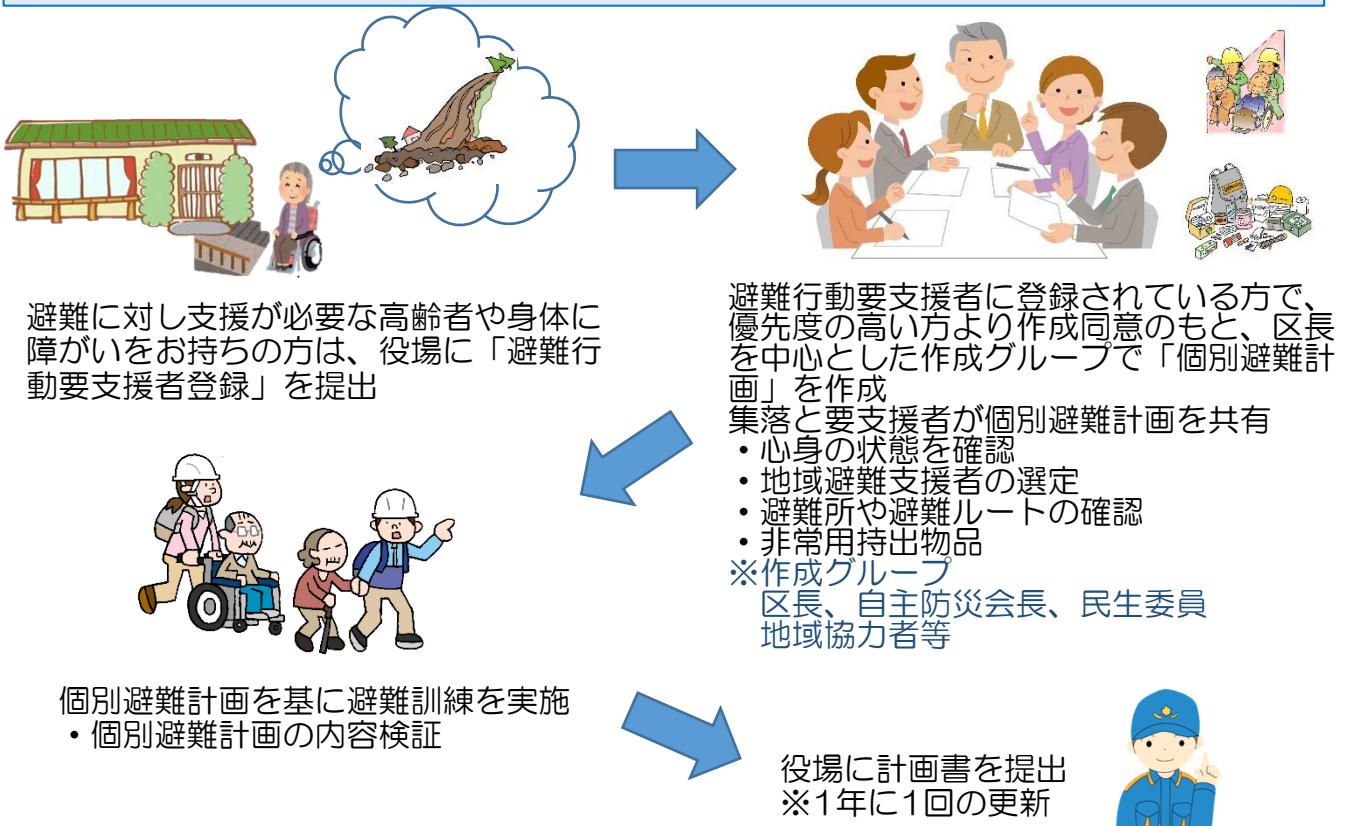 避難に対し支援が必要な高齢者や身体に
障がいをお持ちの方は、役場に「避難行
動要支援者登録」を提出
避難行動要支援者に登録されている方で、
優先度の高い方より作成同意のもと、区長
を中心とした作成グループで「個別避難計
画」を作成
集落と要支援者が個別避難計画を共有
・心身の状態を確認
・地域避難支援者の選定
・避難所や避難ルートの確認
・非常用持出物品
※作成グループ
区長、自主防災会長、民生委員
地域協力者等
個別避難計画を基に避難訓練を実施
・個別避難計画の内容検証
役場に計画書を提出
※1年に1回の更新